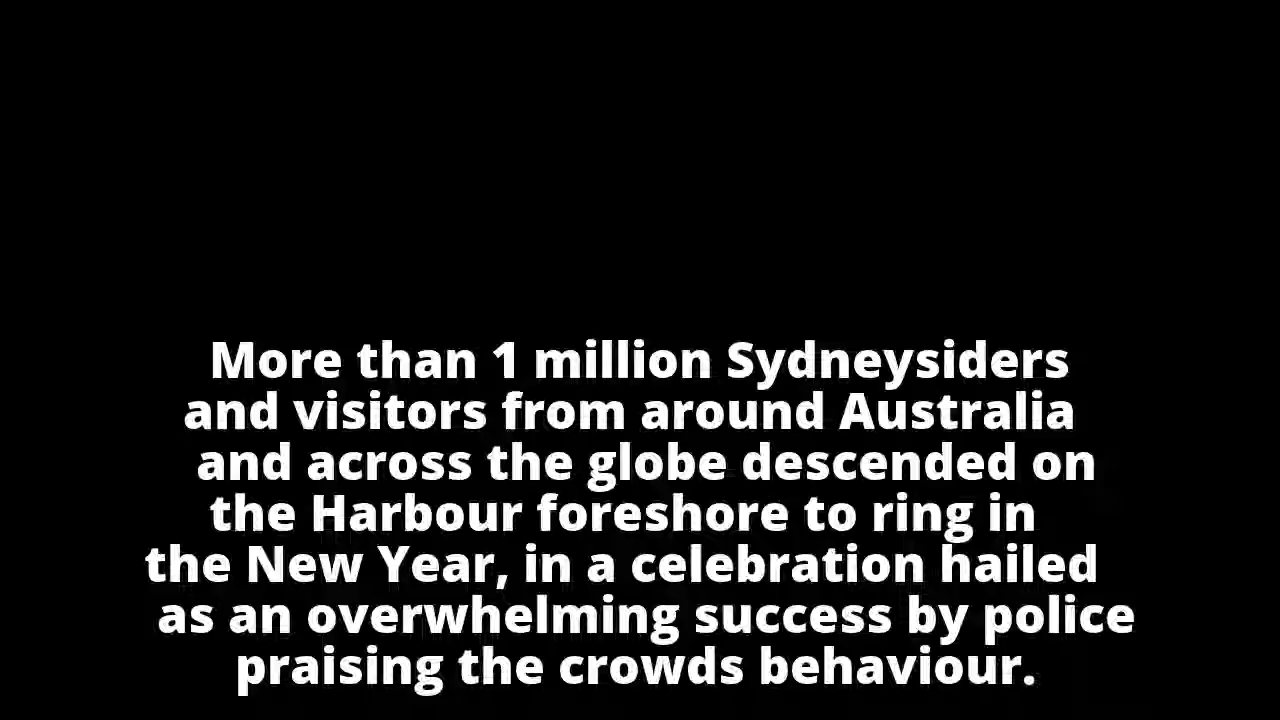 More than 1 million Sydneysiders
and visitors from around Australia
and across the globe descended on
the Harbour foreshore to ring in
the New Year, in a celebration hailed
as an overwhelming success by police
praising the crowds behaviour.